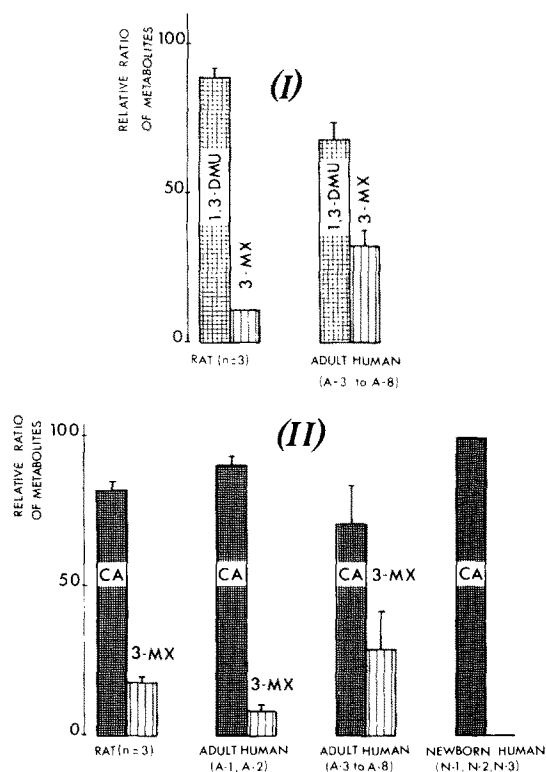 RELATIVE RATIO
OF METABOLITES
100
50
0
(I)
1,3-DMU
3-MX
1,3-DMU
3-MX
RAT (n=3)
ADULT HUMAN
(A-3 to A-8)
RELATIVE RATIO
OF METABOLITES
100
50
0
(II)
CA
3-MX
CA
3-MX
CA
3-MX
CA
RAT (n=3)
ADULT HUMAN
(A-1, A-2)
ADULT HUMAN
(A-3 to A-8)
NEWBORN HUMAN
(N-1, N-2, N-3)